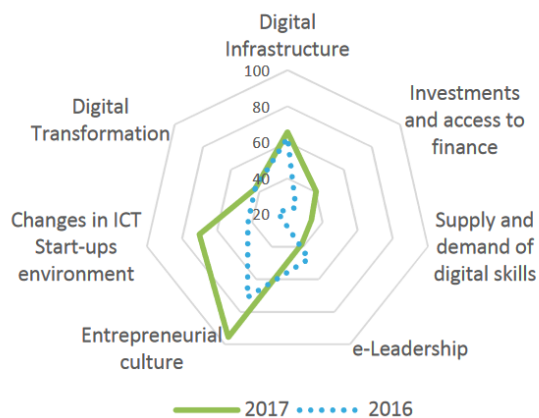 Digital
Infrastructure
100
80
60
40
20
Investments
and access to
finance
Supply and
demand of
digital skills
e-Leadership
Entrepreneurial
culture
Changes in ICT
Start-ups
environment
Digital
Transformation
2017
2016